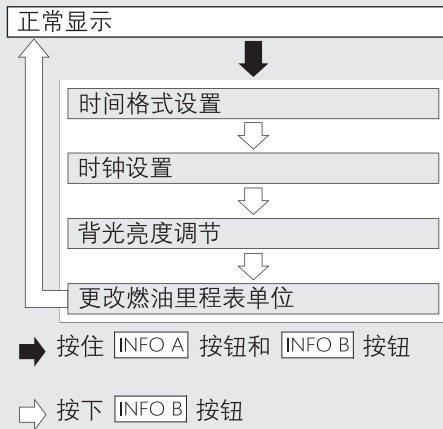 正常显示
时间格式设置
时钟设置
背光亮度调节
更改燃油里程表单位
按住 INFO A 按钮和 INFO B 按钮
按下 INFO B 按钮